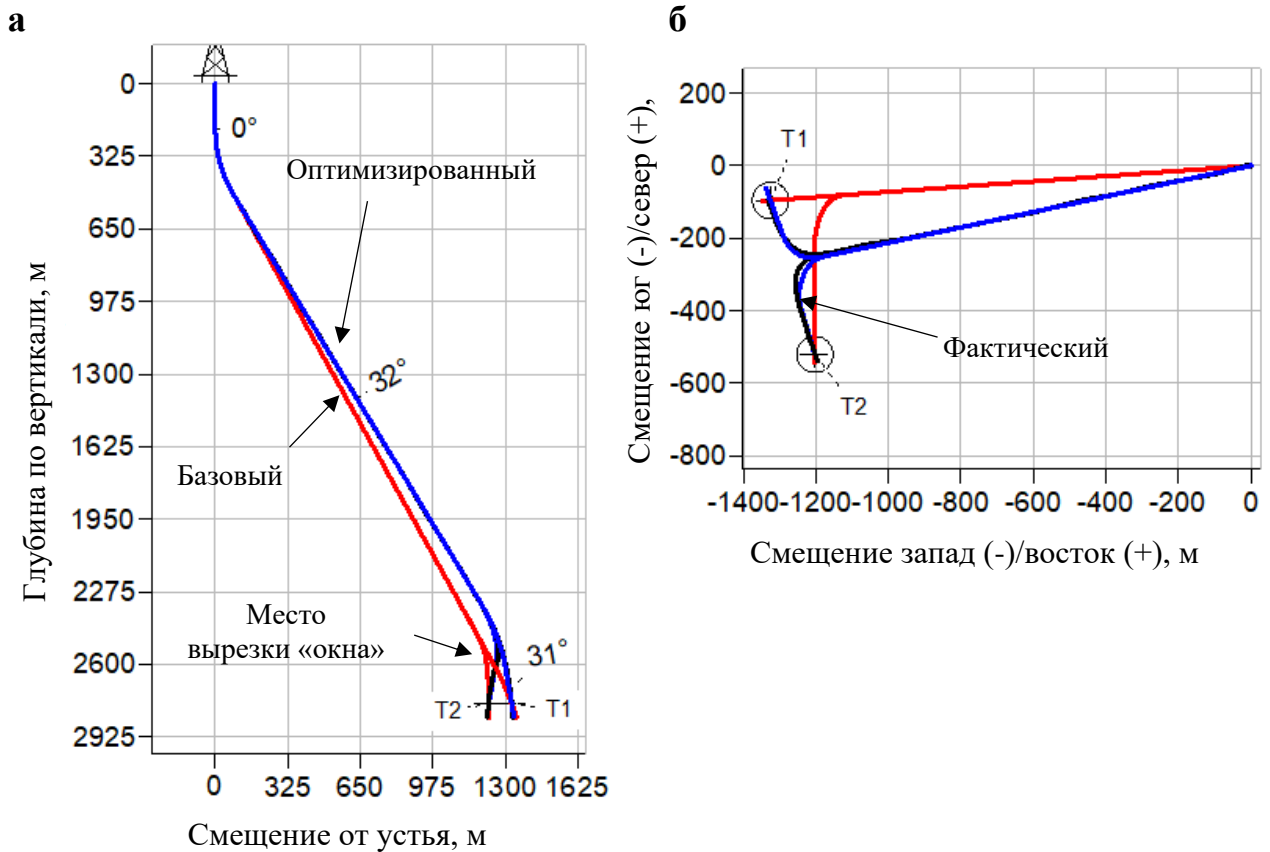 а
б
0
325
650
975
1300
1625
1950
2275
2600
2925
Глубина по вертикали, м
0°
Оптимизированный
32°
Базовый
Место
вырезки «окна»
31°
T2
T1
0 325 650 975 1300 1625
Смещение от устья, м
200
0
-200
-400
-600
-800
Смещение юг (-)/север (+),
T1
Фактический
T2
-1400 -1200 -1000 -800 -600 -400 -200 0
Смещение запад (-)/восток (+), м